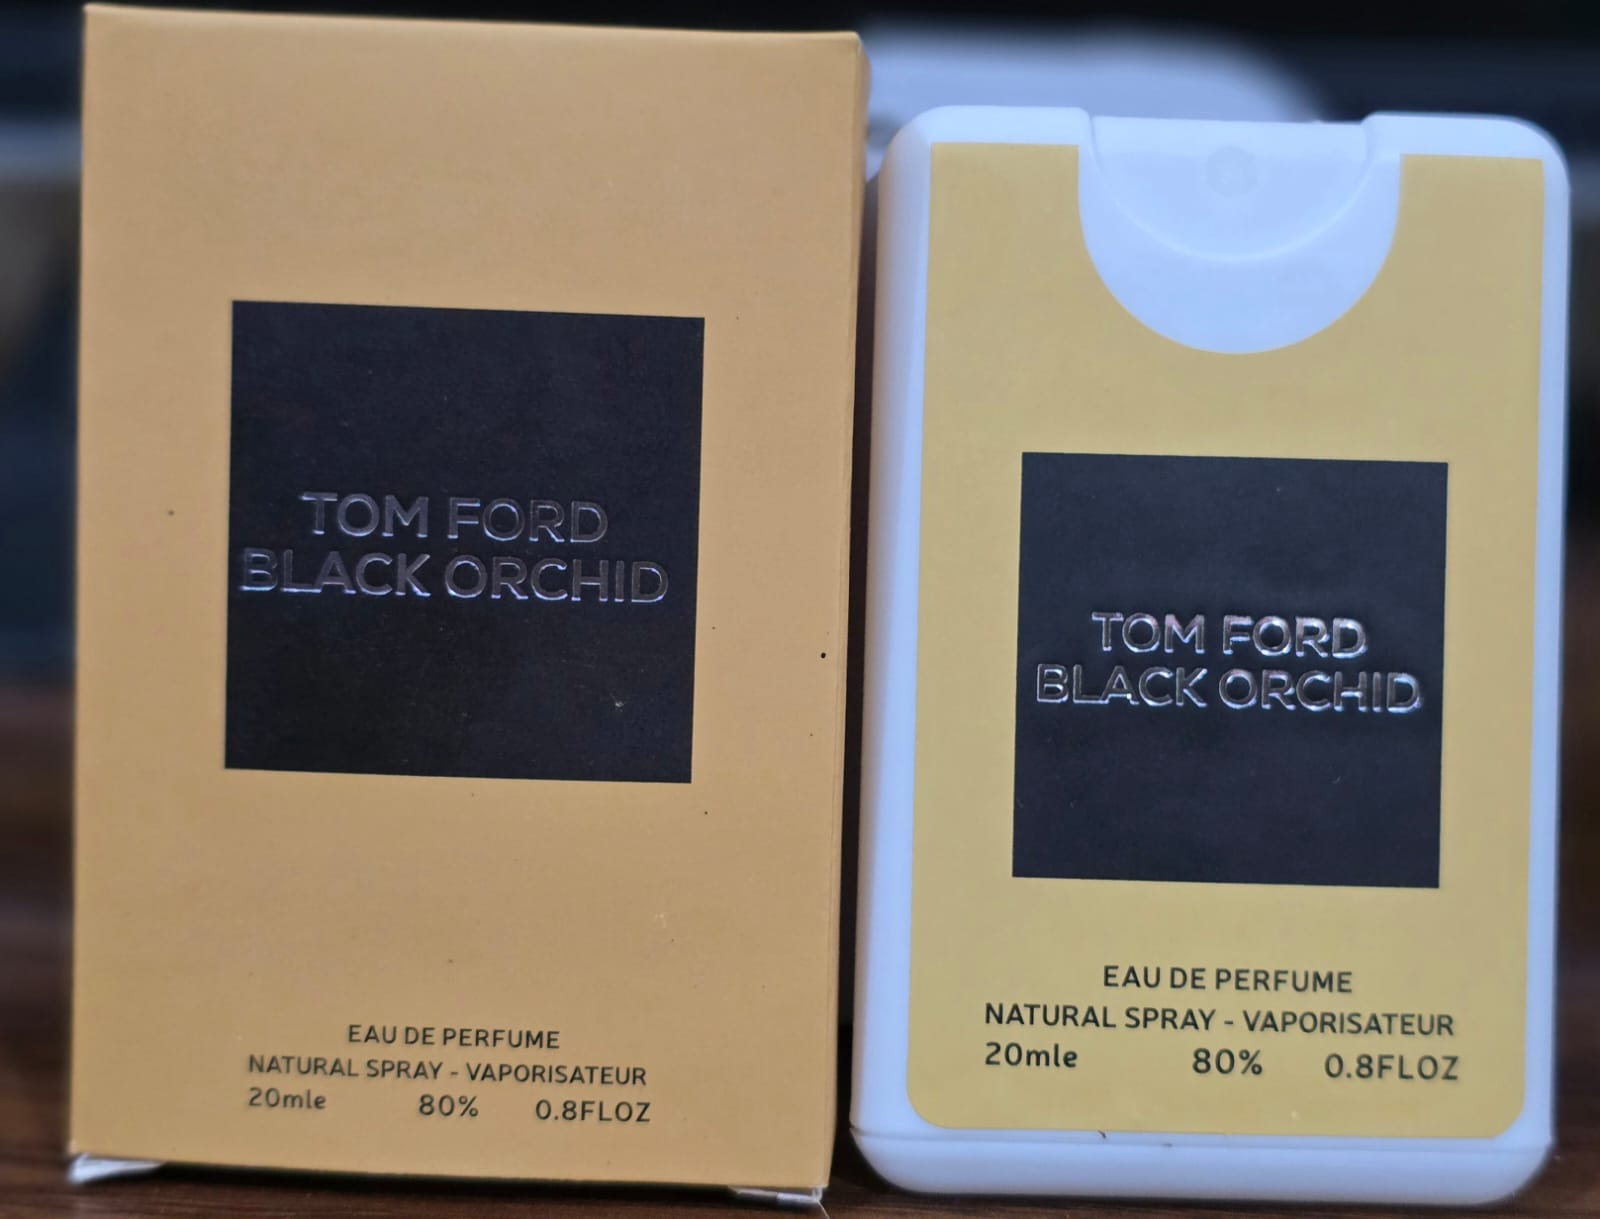 TOM FORD
BLACK ORCHID
EAU DE PERFUME
NATURAL SPRAY - VAPORISATEUR
20mle 80% 0.8FLOZ
TOM FORD
BLACK ORCHID
EAU DE PERFUME
NATURAL SPRAY - VAPORISATEUR
20mle 80% 0.8FLOZ